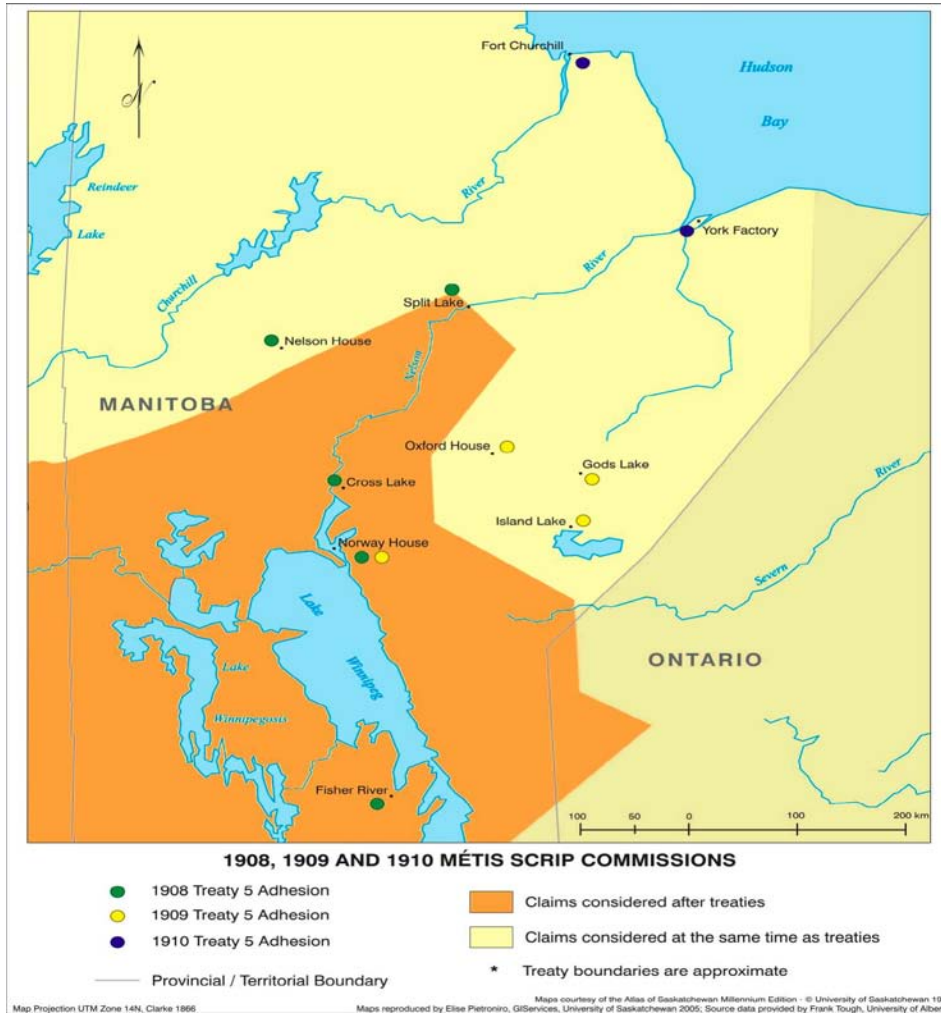 Fort Churchill
Hudson
Bay
N
Reindeer
Lake
River
York Factory
River
Churchill
Split Lake
Nelson House
Nelson
MANITOBA
Oxford House
Gods Lake
River
Cross Lake
Island Lake
Norway House
Severn
Lake
ONTARIO
Lake
Winnipeg
Winnipegosis
Fisher River
100 50 0 100 200 km
1908, 1909 AND 1910 MÉTIS SCRIP COMMISSIONS
1908 Treaty 5 Adhesion
1909 Treaty 5 Adhesion
1910 Treaty 5 Adhesion
Provincial / Territorial Boundary
Claims considered after treaties
Claims considered at the same time as treaties
* Treaty boundaries are approximate
Maps courtesy of the Atlas of Saskatchewan Millennium Edition - © University of Saskatchewan 19
Map Projection UTM Zone 14N, Clarke 1866
Maps reproduced by Elise Pietroniro, GIServices, University of Saskatchewan 2005; Source data provided by Frank Tough, University of Alber